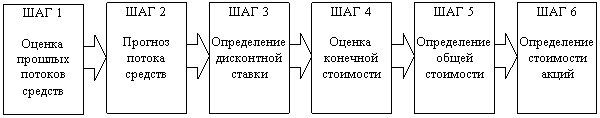 ШАГ 1
Оценка
прошлых
потоков
средств
ШАГ 2
Прогноз
потока
средств
ШАГ 3
Определение
дисконтной
ставки
ШАГ 4
Оценка
конечной
стоимости
ШАГ 5
Определение
общей
стоимости
ШАГ 6
Определение
стоимости
акций